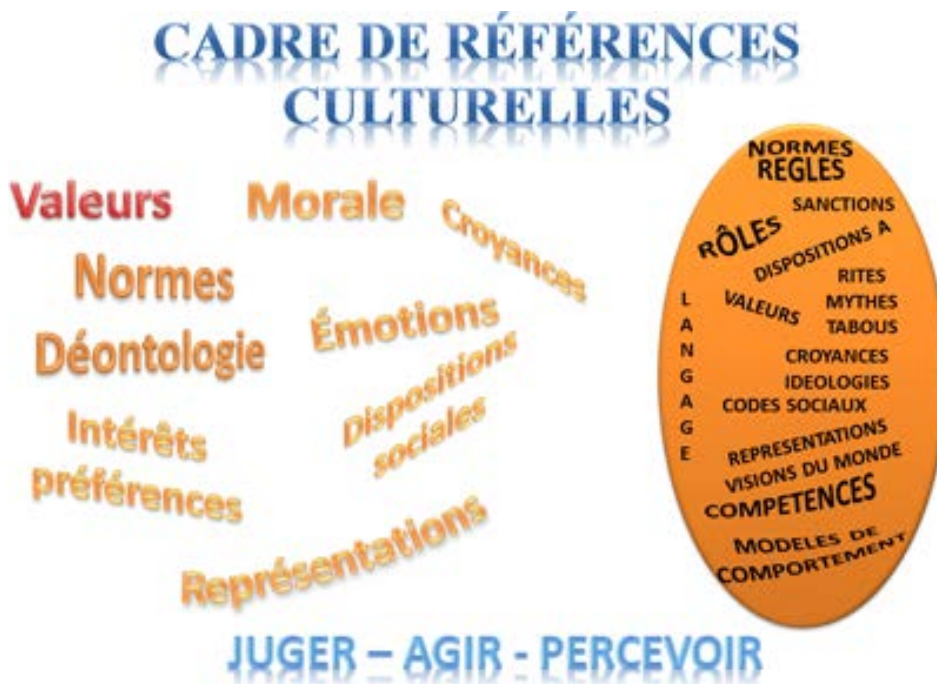 CADRE DE RÉFÉRENCES
CULTURELLES
Valeurs
Morale
Croyances
Normes
Émotions
Déontologie
Dispositions
sociales
Intérêts
préférences
Représentations
NORMES
REGLES
SANCTIONS
RÔLES
DISPOSITIONS A
RITES
VALEURS
MYTHES
TABOUS
LANGAGE
CROYANCES
IDEOLOGIES
CODES SOCIAUX
REPRESENTATIONS
VISIONS DU MONDE
COMPETENCES
MODELES DE
COMPORTEMENT
JUGER – AGIR - PERCEVOIR